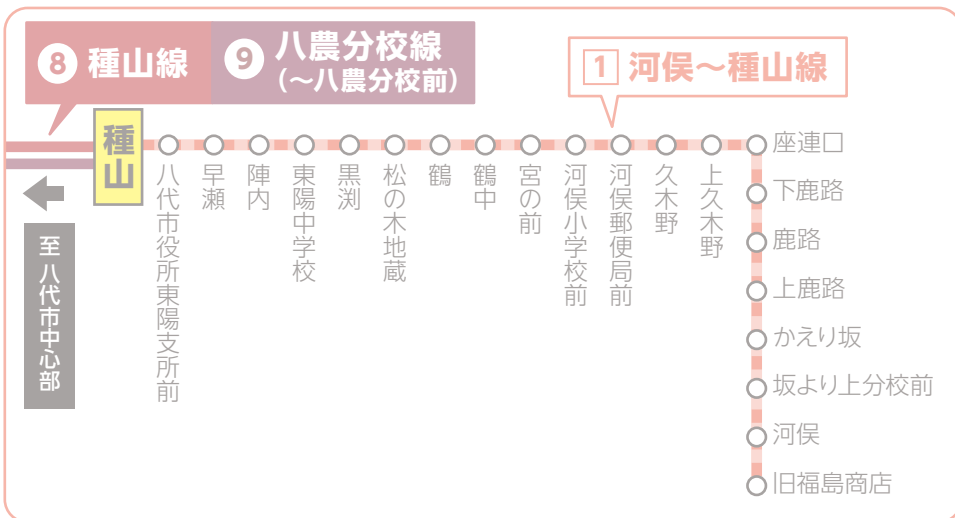 8 種山線
9 八農分校線
(~八農分校前)
1 河俣~種山線
種山
至 八代市中心部
八代市役所東陽支所前
早瀬
陣内
東陽中学校
黒渕
松の木地蔵
鶴
鶴中
宮の前
河俣小学校前
河俣郵便局前
久木野
上久木野
座連口
下鹿路
鹿路
上鹿路
かえり坂
坂より上分校前
河俣
旧福島商店